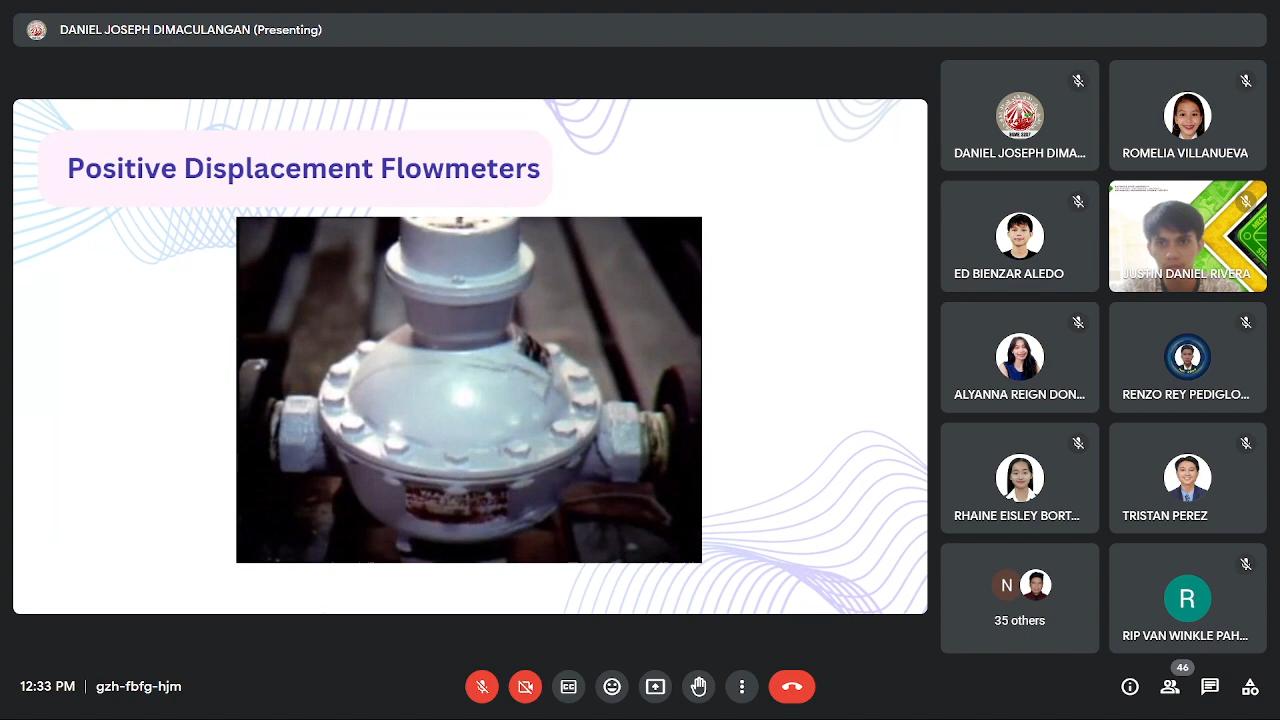 DANIEL JOSEPH DIMACULANGAN (Presenting)
Positive Displacement Flowmeters
DANIEL JOSEPH DIMA...
ROMELIA VILLANUEVA
ED BIENZAR ALEDO
JUSTIN DANIEL RIVERA
ALYANNA REIGN DON...
RENZO REY PEDIGLO...
RHAINE EISLEY BORT...
TRISTAN PEREZ
N
35 others
R
RIP VAN WINKLE PAH...
12:33 PM | gzh-fbfg-hjm
46